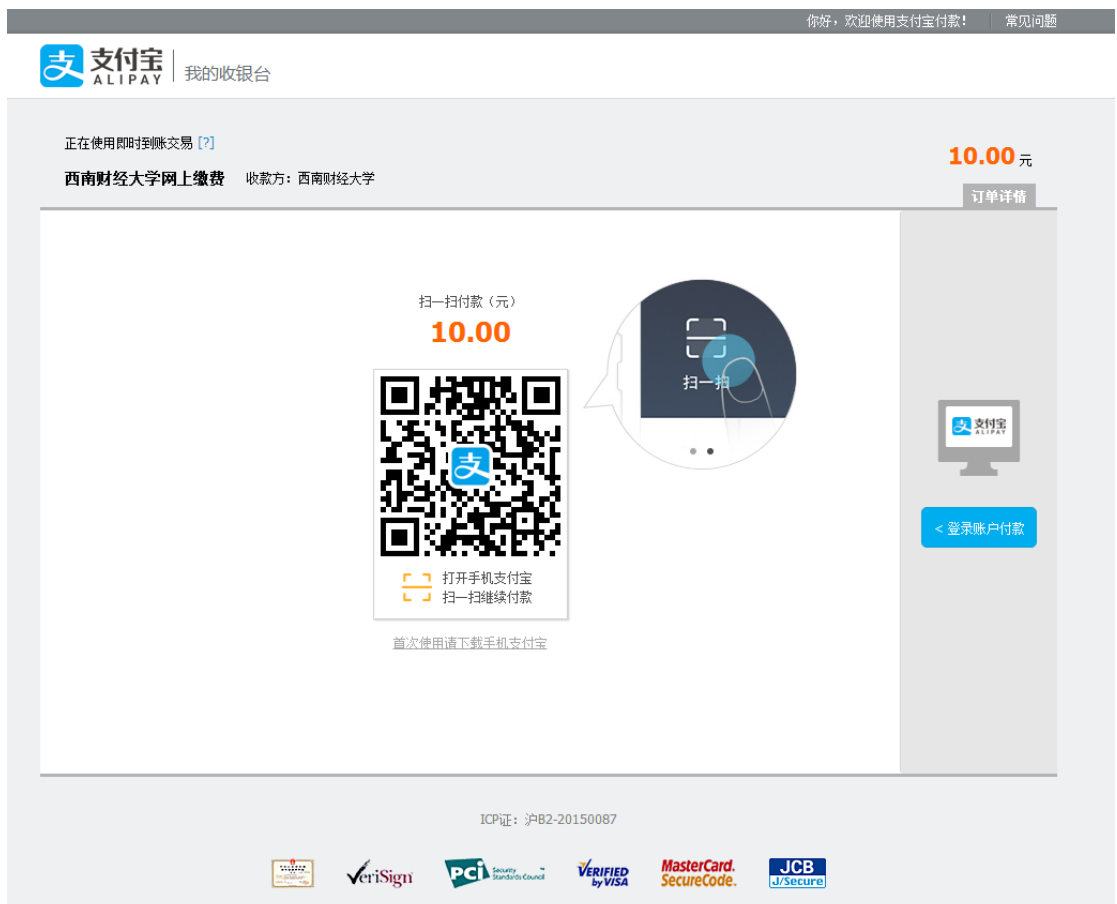 你好，欢迎使用支付宝付款！ 常见问题
支 支付宝 ALIPAY 我的收银台
正在使用即时到账交易 [?]
10.00 元
西南财经大学网上缴费 收款方：西南财经大学
订单详情
扫一扫付款（元）
10.00
扫一扫
支
支 支付宝 ALIPAY
< 登录账户付款
打开手机支付宝
扫一扫继续付款
首次使用请下载手机支付宝
ICP证：沪B2-20150087
VeriSign
PCI Security Standards Council
VERIFIED by VISA
MasterCard. SecureCode.
JCB J/Secure